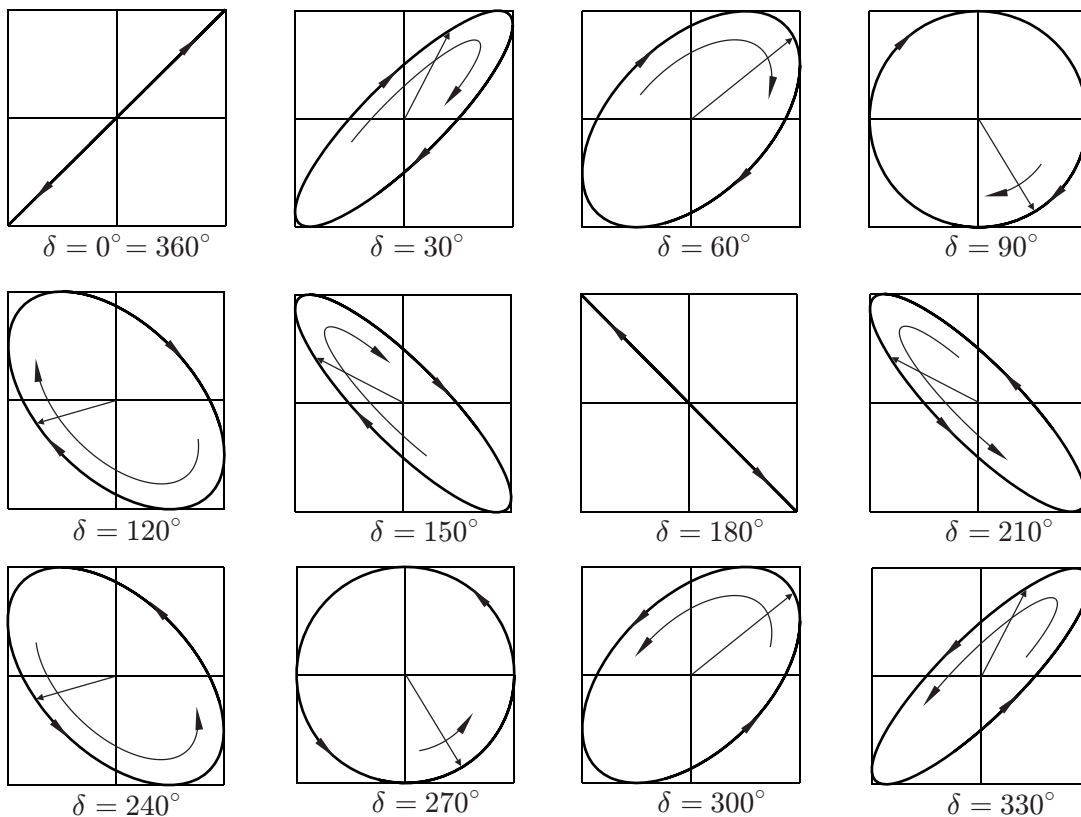 δ = 0° = 360°
δ = 30°
δ = 60°
δ = 90°
δ = 120°
δ = 150°
δ = 180°
δ = 210°
δ = 240°
δ = 270°
δ = 300°
δ = 330°